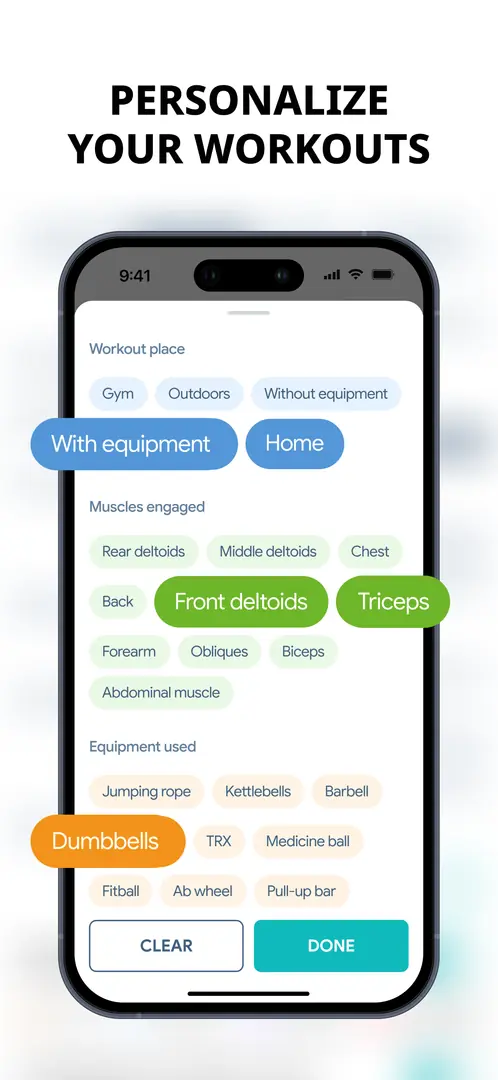 PERSONALIZE
YOUR WORKOUTS
9:41
Workout place
Gym Outdoors Without equipment
With equipment Home
Muscles engaged
Rear deltoids Middle deltoids Chest
Back Front deltoids Triceps
Forearm Obliques Biceps
Abdominal muscle
Equipment used
Jumping rope Kettlebells Barbell
Dumbbells TRX Medicine ball
Fitball Ab wheel Pull-up bar
CLEAR DONE